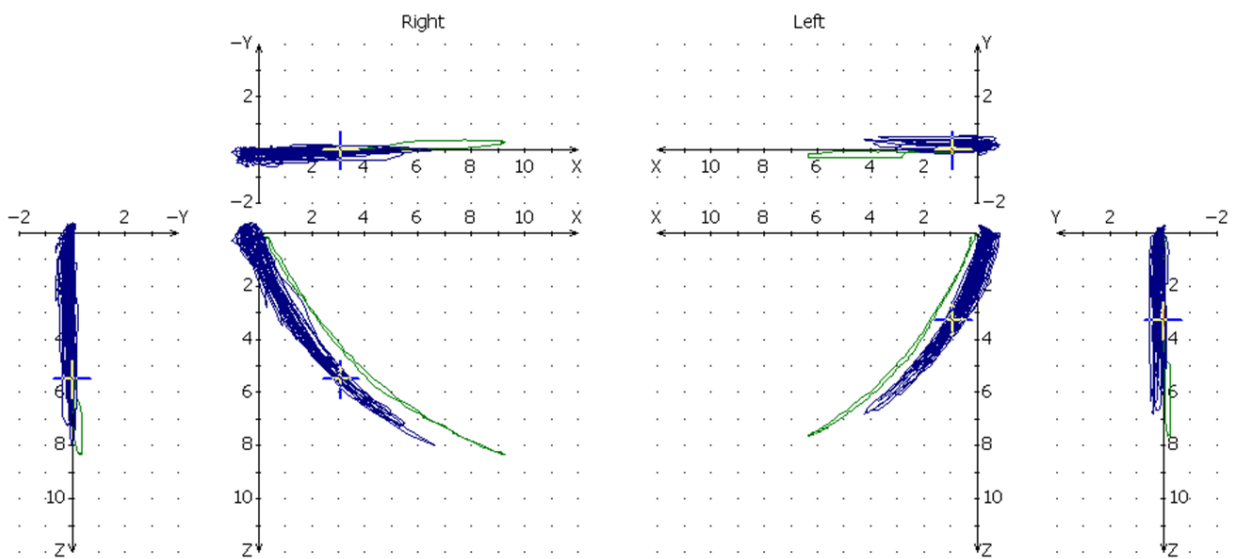 Right Left
−Y Y
2 2
2 4 6 8 10 X X 10 8 6 4 2
−2 −2
−2 2 −Y 2 4 6 8 10 X X 10 8 6 4 2 Y 2 −2
2 2 2
4 4 4
6 6 6 6
8 8 8 8
10 10 10 10
Z Z Z Z